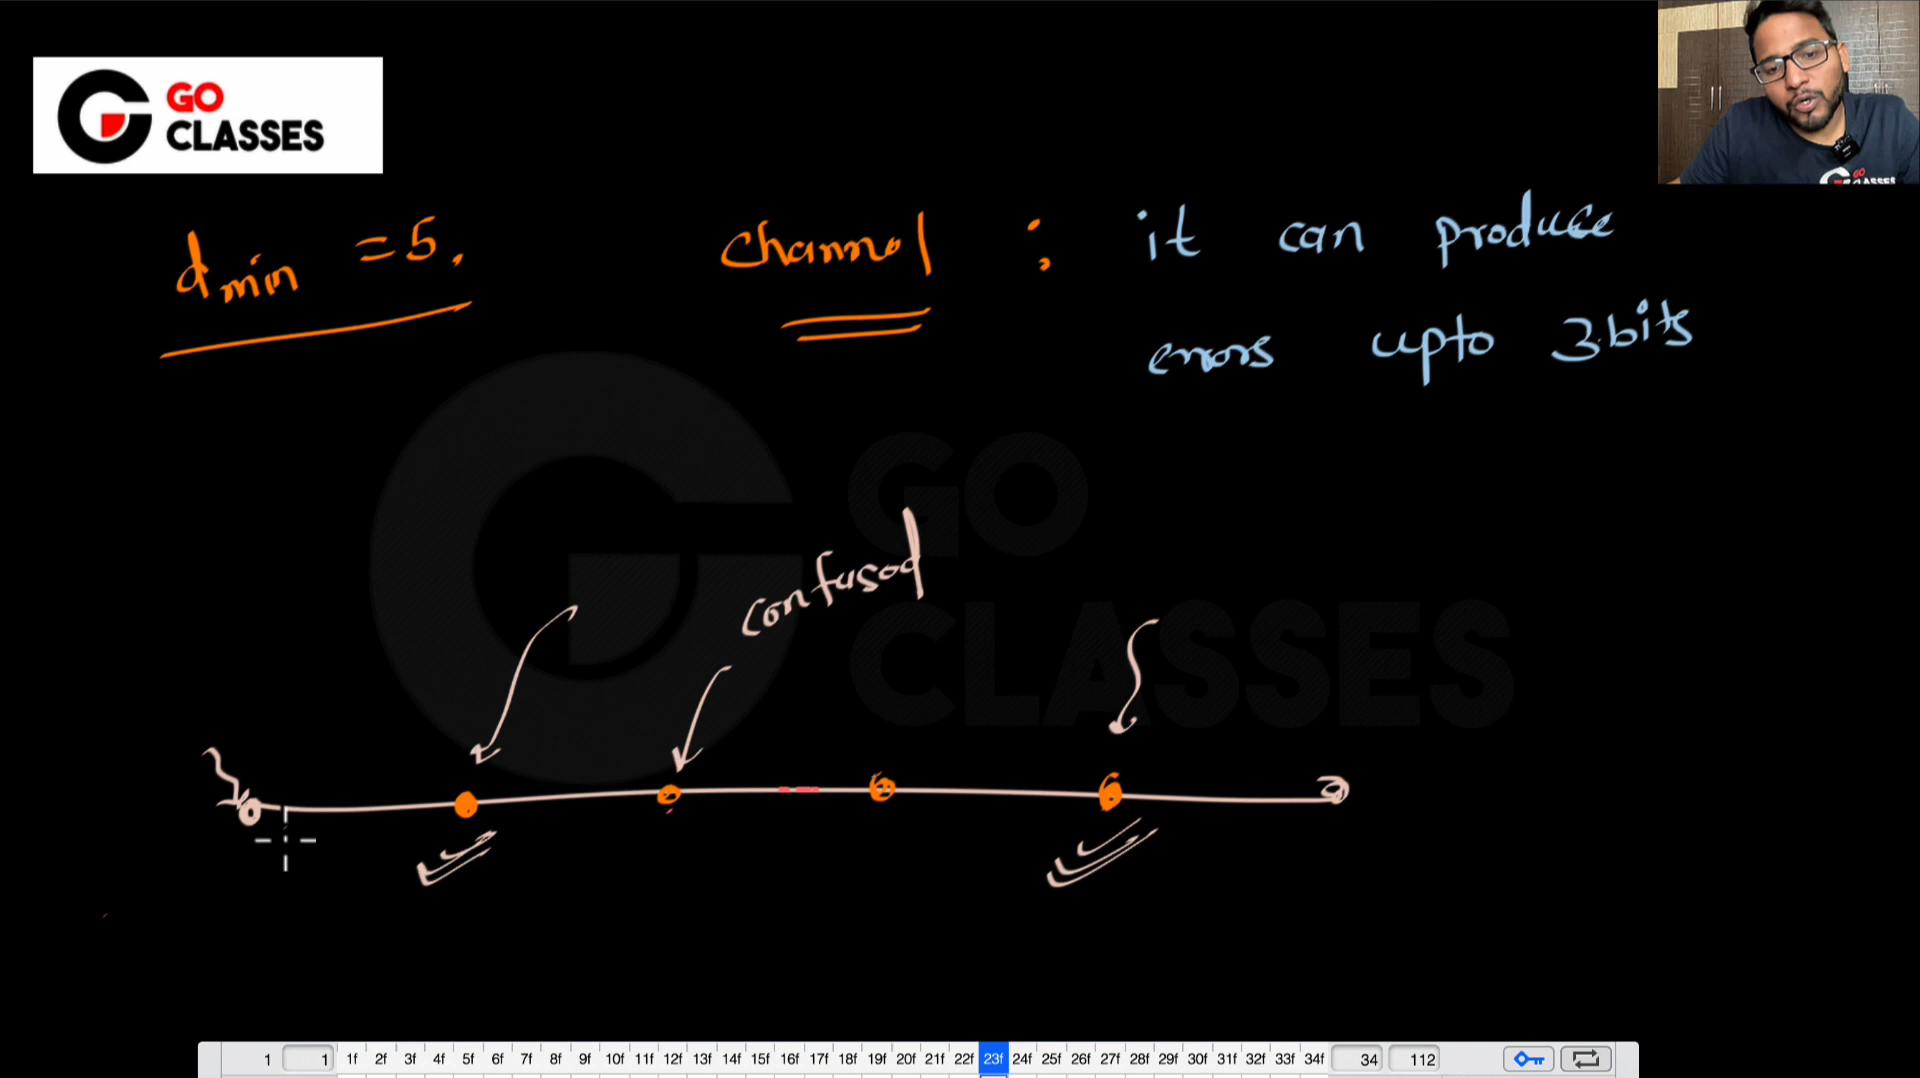 GO
CLASSES
dmin = 5.
channel : it can produce
errors upto 3 bits
GO
CLASSES
confused
1 1 1f 2f 3f 4f 5f 6f 7f 8f 9f 10f 11f 12f 13f 14f 15f 16f 17f 18f 19f 20f 21f 22f 23f 24f 25f 26f 27f 28f 29f 30f 31f 32f 33f 34f 34 112